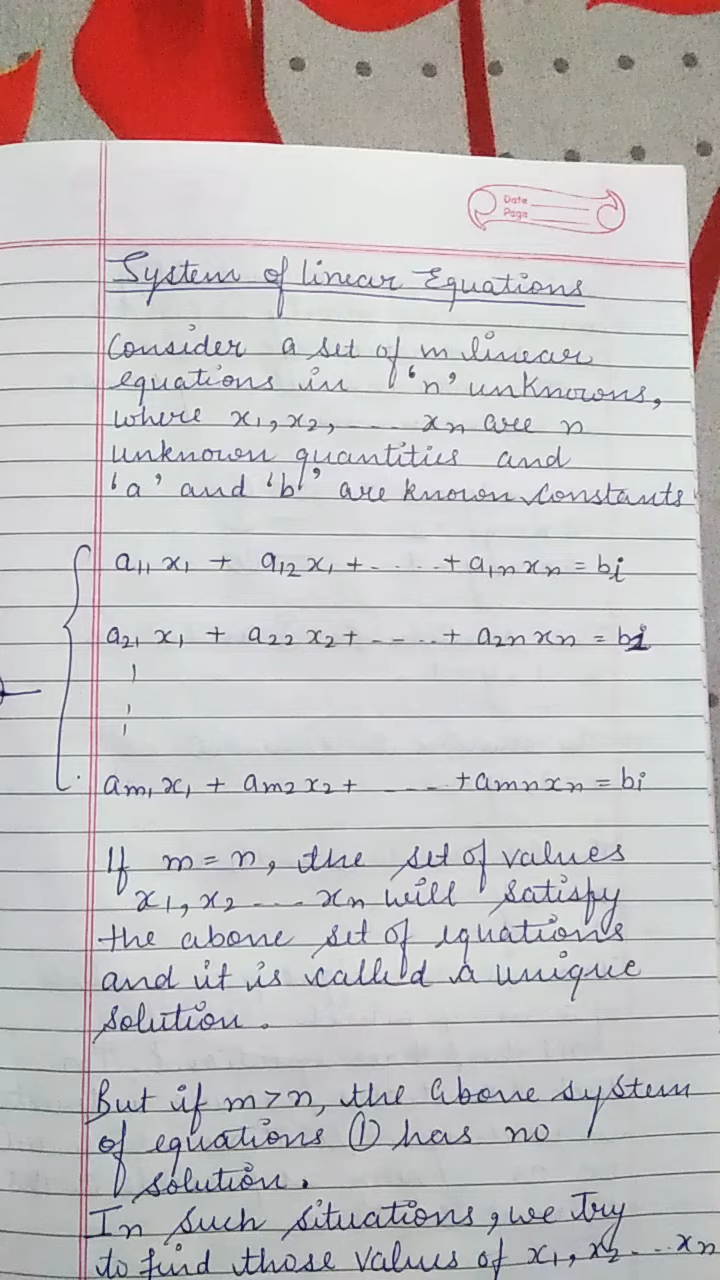 Date
Page
System of linear Equations
Consider a set of m linear
equations in 'n' unknowns,
where x1, x2, ---- xn are n
unknown quantities and
'a' and 'b' are known constants
a11 x1 + a12 x1 + - . . . . + a1n xn = bi
a21 x1 + a22 x2 + - - . . + a2n xn = b2
am1 x1 + am2 x2 + - - - +amn xn = bi
If m = n, the set of values
x1, x2 --- xn will satisfy
the above set of equations
and it is called a unique
solution.
But if m > n, the above system
of equations ① has no
solution.
In such situations, we try
to find those values of x1, x2 --- xn